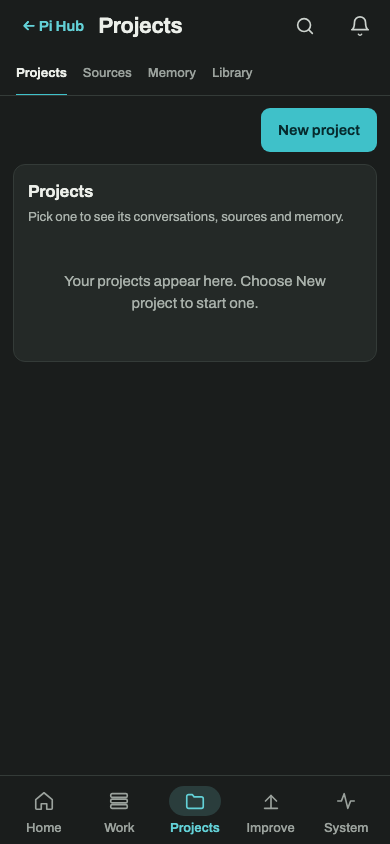 Pi Hub Projects
Projects Sources Memory Library
New project
Projects
Pick one to see its conversations, sources and memory.
Your projects appear here. Choose New
project to start one.
Home Work Projects Improve System